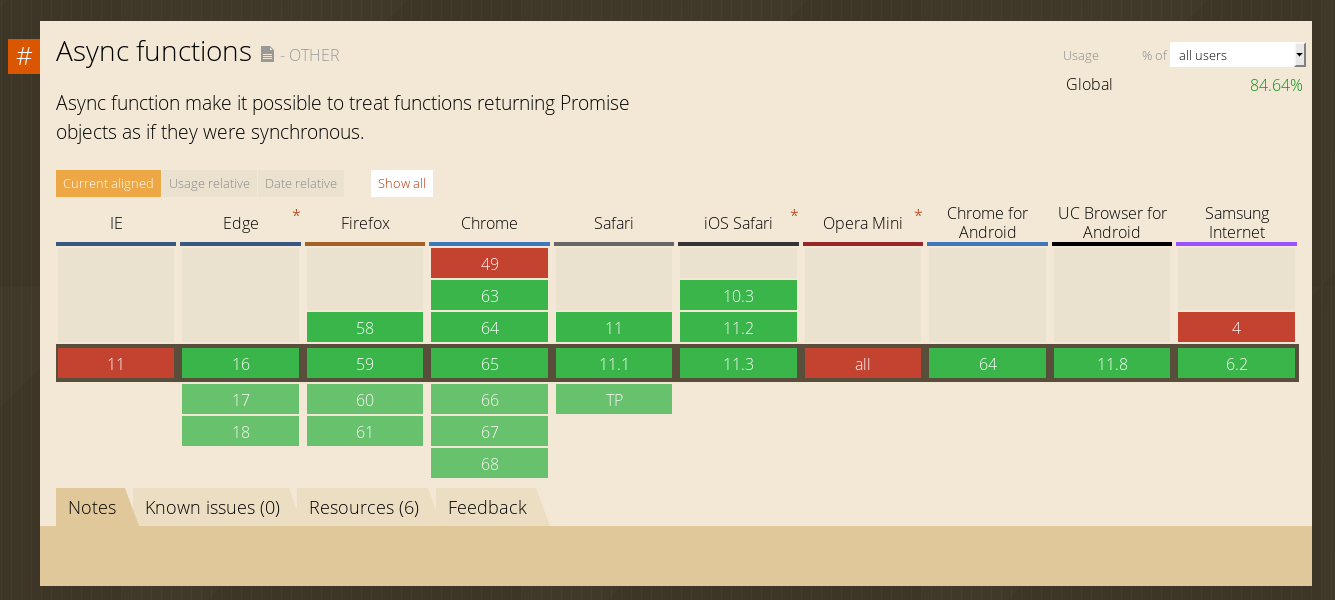 #
Async functions - OTHER
Usage % of all users
Global 84.64%
Async function make it possible to treat functions returning Promise
objects as if they were synchronous.
Current aligned Usage relative Date relative Show all
IE Edge * Firefox Chrome Safari iOS Safari * Opera Mini * Chrome for Android UC Browser for Android Samsung Internet
49
63 10.3
58 64 11 11.2 4
11 16 59 65 11.1 11.3 all 64 11.8 6.2
17 60 66 TP
18 61 67
68
Notes Known issues (0) Resources (6) Feedback